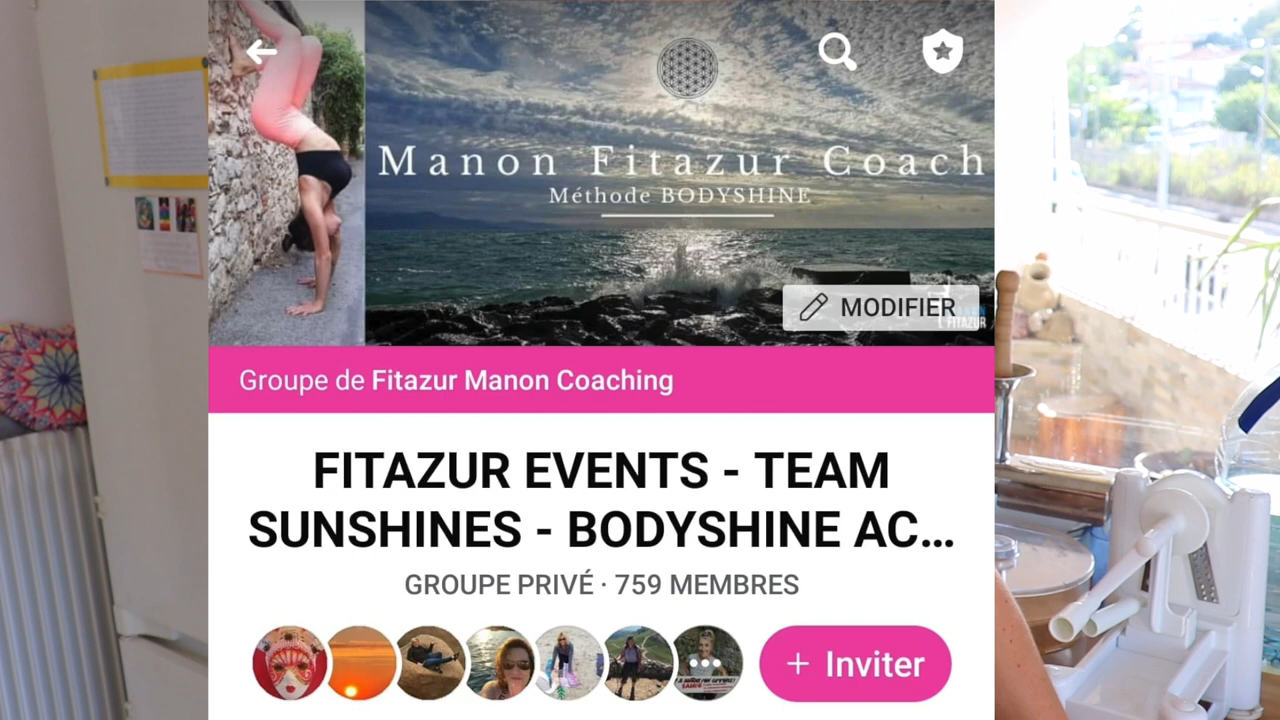 Manon Fitazur Coach
Méthode BODYSHINE
MODIFIER
FITAZUR
Groupe de Fitazur Manon Coaching
FITAZUR EVENTS - TEAM
SUNSHINES - BODYSHINE AC...
GROUPE PRIVÉ · 759 MEMBRES
+ Inviter